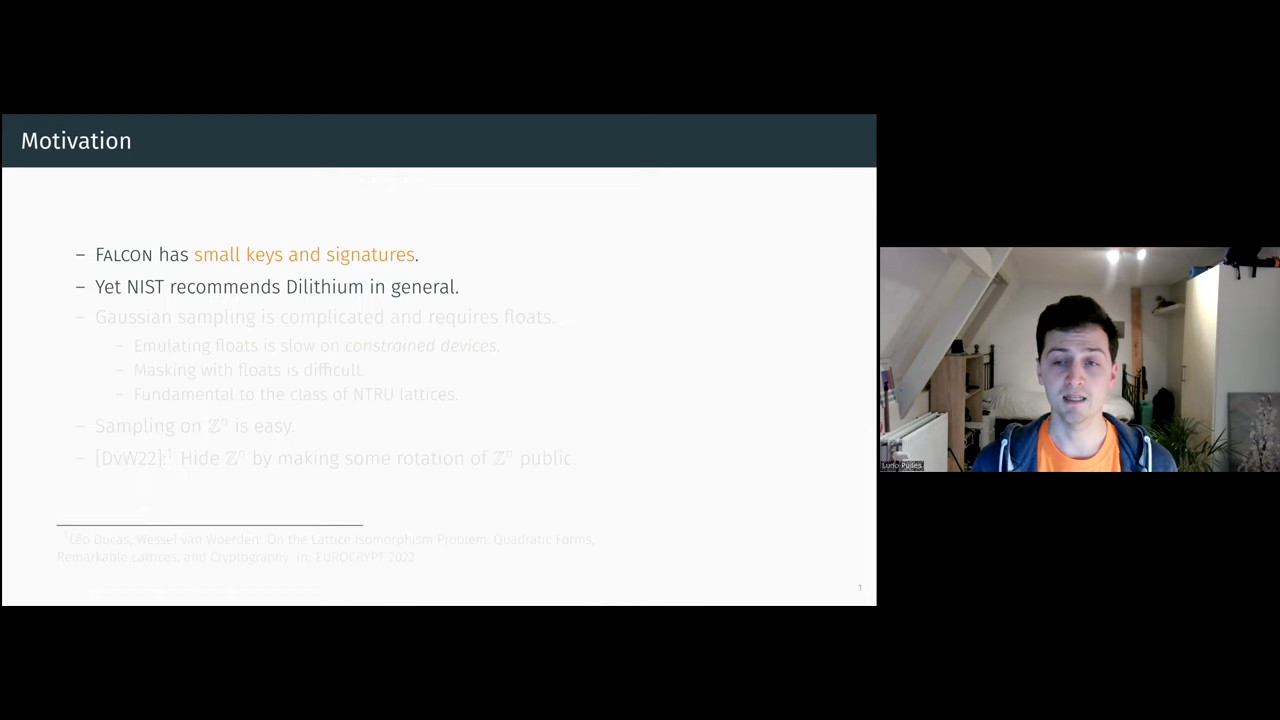 Motivation
– FALCON has small keys and signatures.
– Yet NIST recommends Dilithium in general.
– Gaussian sampling is complicated and requires floats.
– Emulating floats is slow on constrained devices.
– Masking with floats is difficult.
– Fundamental to the class of NTRU lattices.
– Sampling on ℤⁿ is easy.
– [DvW22]:¹ Hide ℤⁿ by making some rotation of ℤⁿ public.
¹Léo Ducas, Wessel van Woerden: On the Lattice Isomorphism Problem, Quadratic Forms,
Remarkable Lattices, and Cryptography. in: EUROCRYPT 2022
1